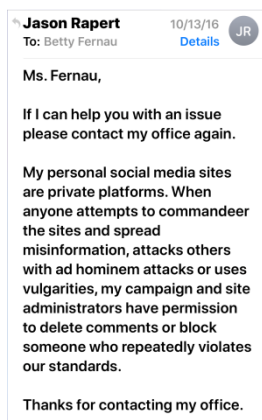 Jason Rapert 10/13/16 JR
To: Betty Fernau Details
Ms. Fernau,
If I can help you with an issue
please contact my office again.
My personal social media sites
are private platforms. When
anyone attempts to commandeer
the sites and spread
misinformation, attacks others
with ad hominem attacks or uses
vulgarities, my campaign and site
administrators have permission
to delete comments or block
someone who repeatedly violates
our standards.
Thanks for contacting my office.